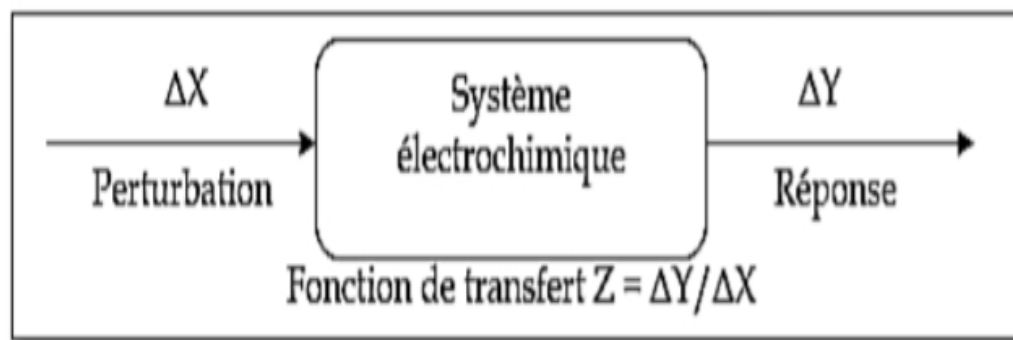 ΔX
Perturbation
Système
électrochimique
ΔY
Réponse
Fonction de transfert Z = ΔY/ΔX